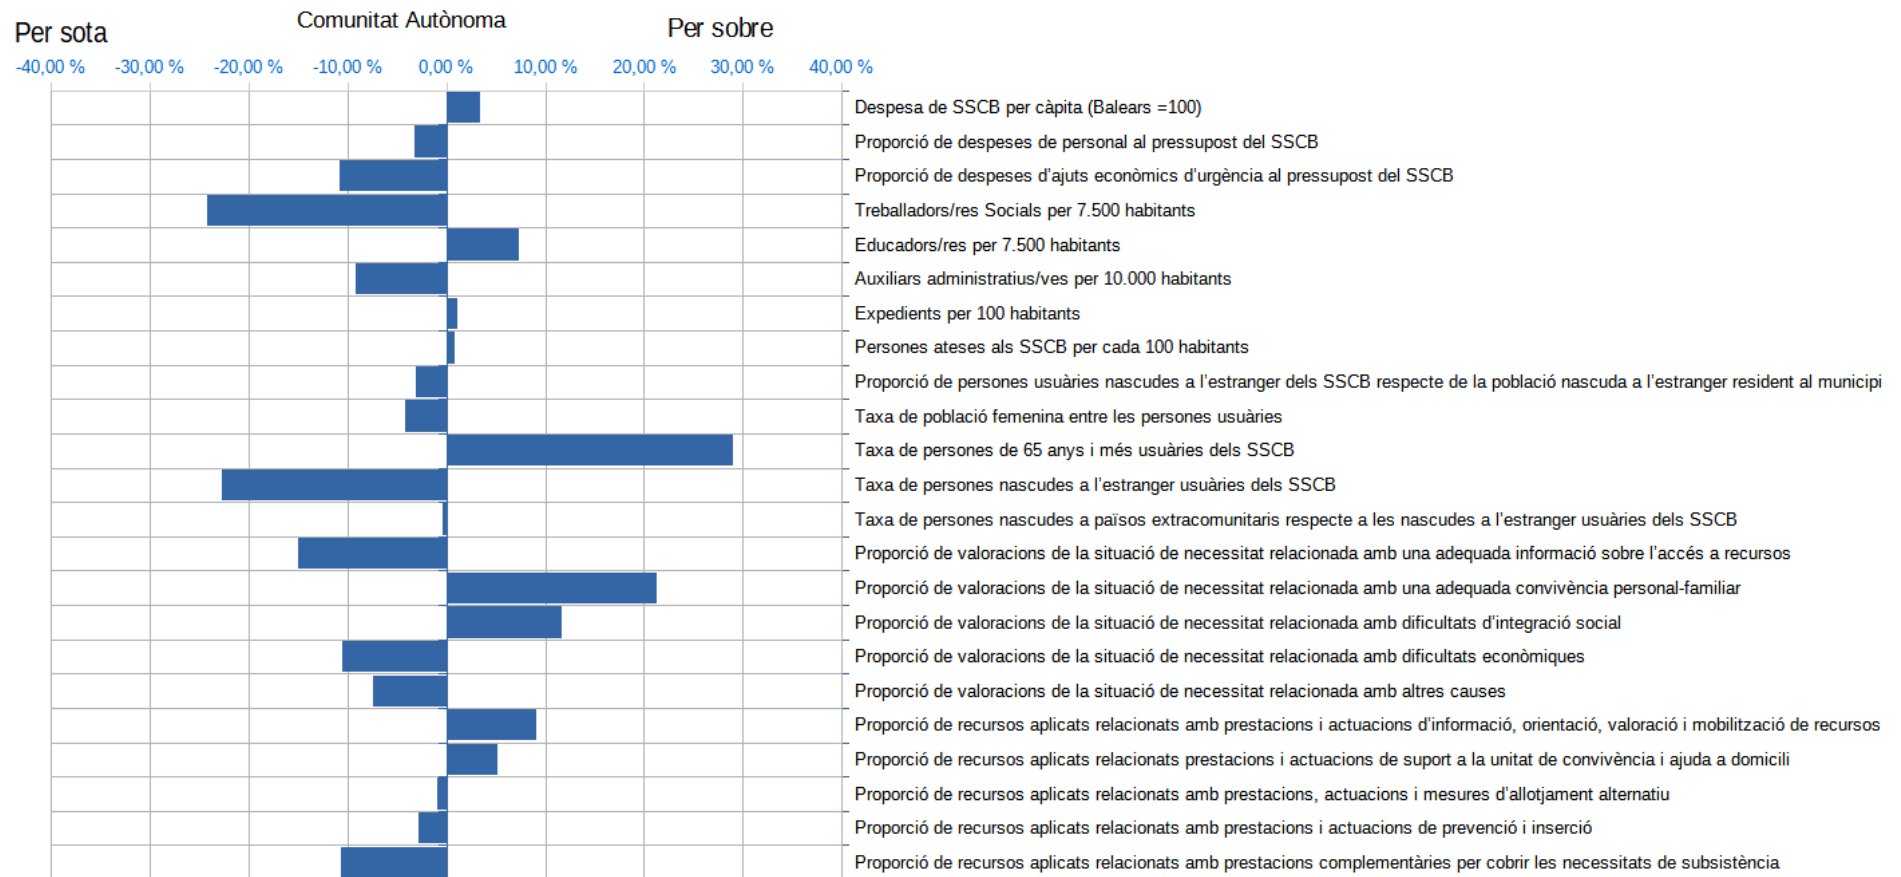 Per sota
Comunitat Autònoma
Per sobre
-40,00 % -30,00 % -20,00 % -10,00 % 0,00 % 10,00 % 20,00 % 30,00 % 40,00 %
Despesa de SSCB per càpita (Balears =100)
Proporció de despeses de personal al pressupost del SSCB
Proporció de despeses d’ajuts econòmics d’urgència al pressupost del SSCB
Treballadors/res Socials per 7.500 habitants
Educadors/res per 7.500 habitants
Auxiliars administratius/ves per 10.000 habitants
Expedients per 100 habitants
Persones ateses als SSCB per cada 100 habitants
Proporció de persones usuàries nascudes a l’estranger dels SSCB respecte de la població nascuda a l’estranger resident al municipi
Taxa de població femenina entre les persones usuàries
Taxa de persones de 65 anys i més usuàries dels SSCB
Taxa de persones nascudes a l’estranger usuàries dels SSCB
Taxa de persones nascudes a països extracomunitaris respecte a les nascudes a l’estranger usuàries dels SSCB
Proporció de valoracions de la situació de necessitat relacionada amb una adequada informació sobre l’accés a recursos
Proporció de valoracions de la situació de necessitat relacionada amb una adequada convivència personal-familiar
Proporció de valoracions de la situació de necessitat relacionada amb dificultats d’integració social
Proporció de valoracions de la situació de necessitat relacionada amb dificultats econòmiques
Proporció de valoracions de la situació de necessitat relacionada amb altres causes
Proporció de recursos aplicats relacionats amb prestacions i actuacions d’informació, orientació, valoració i mobilització de recursos
Proporció de recursos aplicats relacionats prestacions i actuacions de suport a la unitat de convivència i ajuda a domicili
Proporció de recursos aplicats relacionats amb prestacions, actuacions i mesures d’allotjament alternatiu
Proporció de recursos aplicats relacionats amb prestacions i actuacions de prevenció i inserció
Proporció de recursos aplicats relacionats amb prestacions complementàries per cobrir les necessitats de subsistència